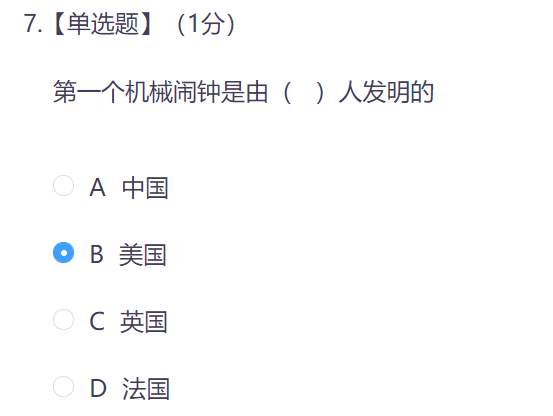 7.【单选题】（1分）
第一个机械闹钟是由（ ）人发明的
A 中国
B 美国
C 英国
D 法国